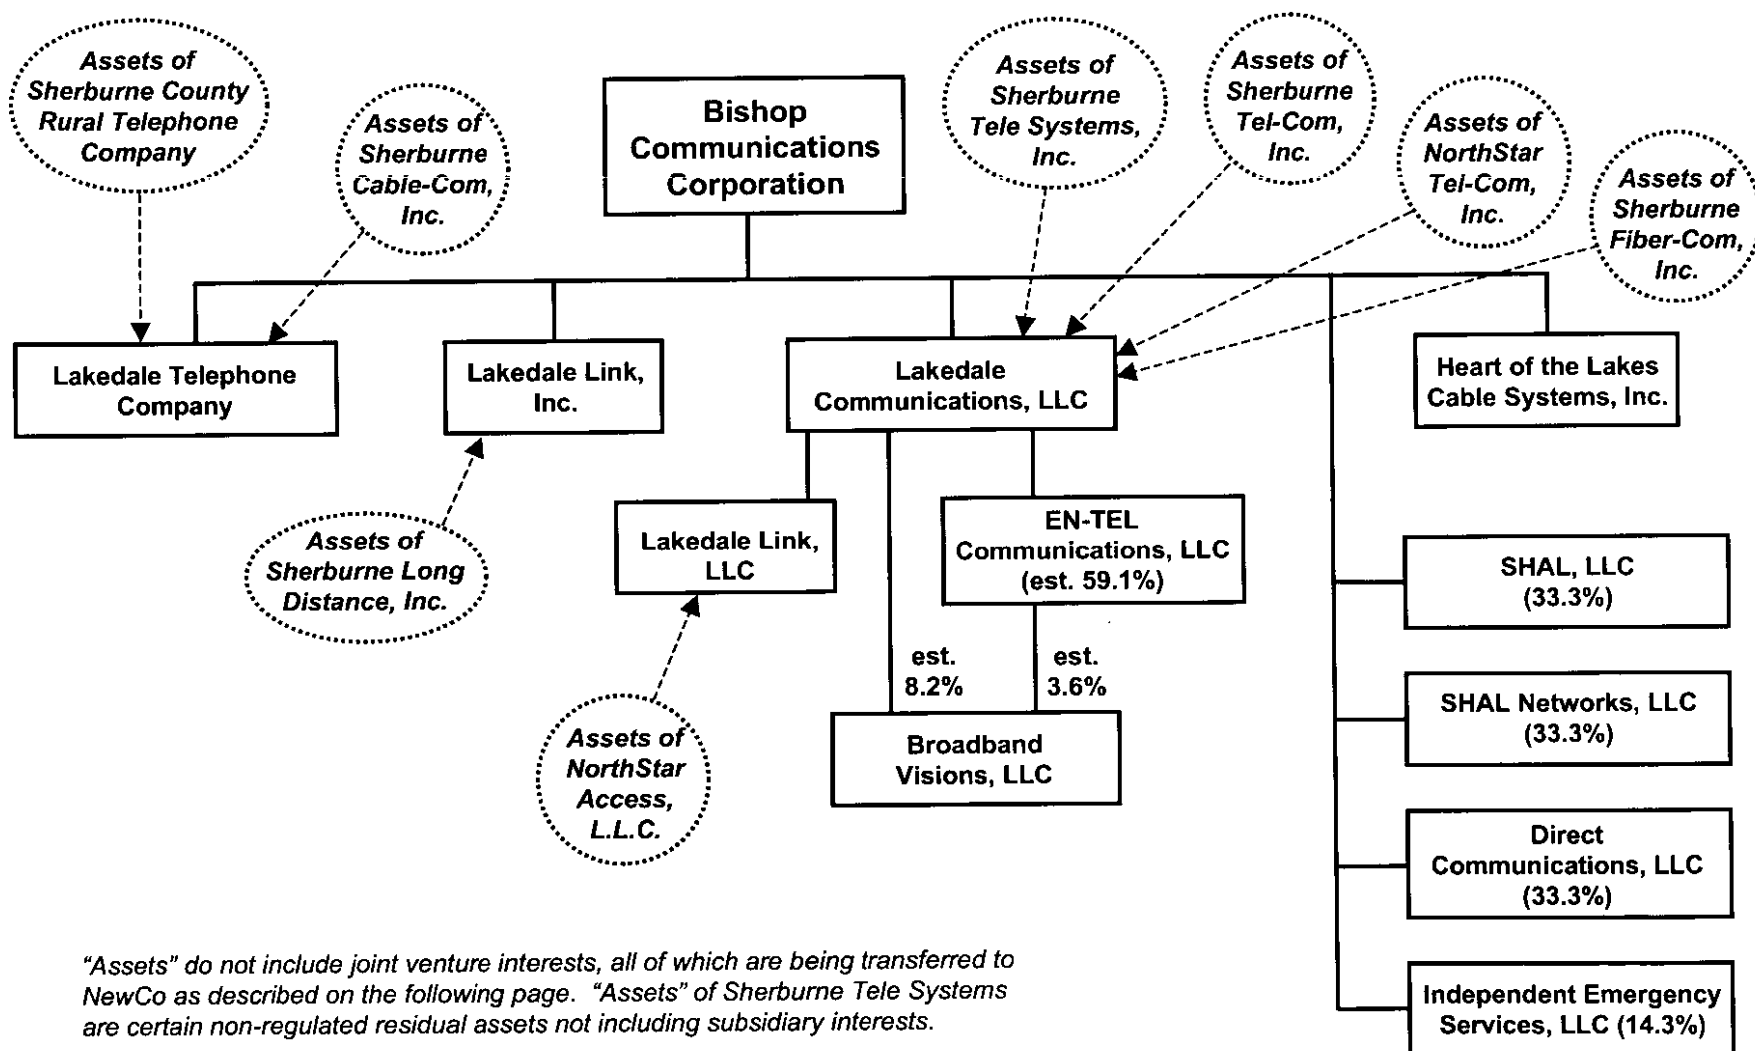 Assets of
Sherburne County
Rural Telephone
Company
Assets of
Sherburne
Cable-Com,
Inc.
Bishop
Communications
Corporation
Assets of
Sherburne
Tele Systems,
Inc.
Assets of
Sherburne
Tel-Com,
Inc.
Assets of
NorthStar
Tel-Com,
Inc.
Assets of
Sherburne
Fiber-Com,
Inc.
Lakedale Telephone
Company
Lakedale Link,
Inc.
Lakedale
Communications, LLC
Heart of the Lakes
Cable Systems, Inc.
Assets of
Sherburne Long
Distance, Inc.
Lakedale Link,
LLC
EN-TEL
Communications, LLC
(est. 59.1%)
SHAL, LLC
(33.3%)
Assets of
NorthStar
Access,
L.L.C.
est.
8.2%
est.
3.6%
Broadband
Visions, LLC
SHAL Networks, LLC
(33.3%)
Direct
Communications, LLC
(33.3%)
Independent Emergency
Services, LLC (14.3%)
"Assets" do not include joint venture interests, all of which are being transferred to
NewCo as described on the following page. "Assets" of Sherburne Tele Systems
are certain non-regulated residual assets not including subsidiary interests.